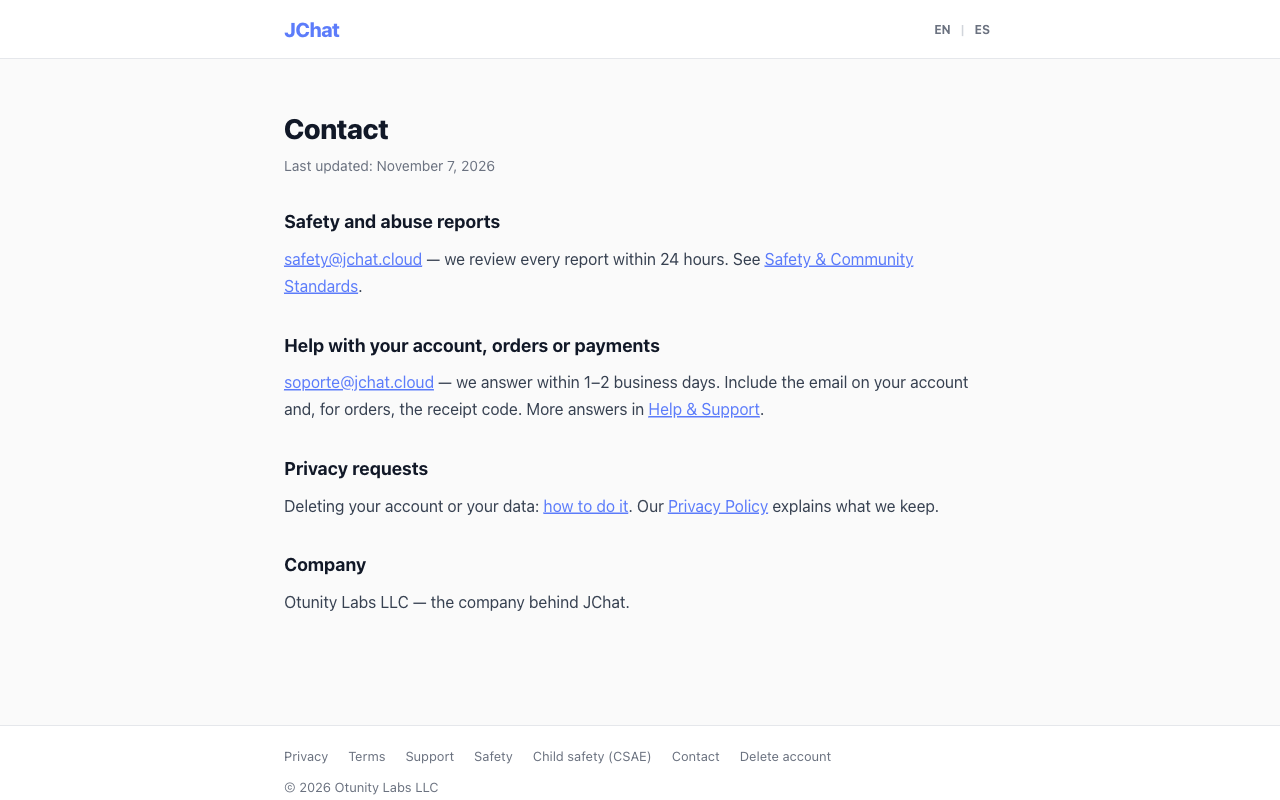 JChat
EN | ES
Contact
Last updated: November 7, 2026
Safety and abuse reports
safety@jchat.cloud — we review every report within 24 hours. See Safety & Community
Standards.
Help with your account, orders or payments
soporte@jchat.cloud — we answer within 1–2 business days. Include the email on your account
and, for orders, the receipt code. More answers in Help & Support.
Privacy requests
Deleting your account or your data: how to do it. Our Privacy Policy explains what we keep.
Company
Otunity Labs LLC — the company behind JChat.
Privacy Terms Support Safety Child safety (CSAE) Contact Delete account
© 2026 Otunity Labs LLC